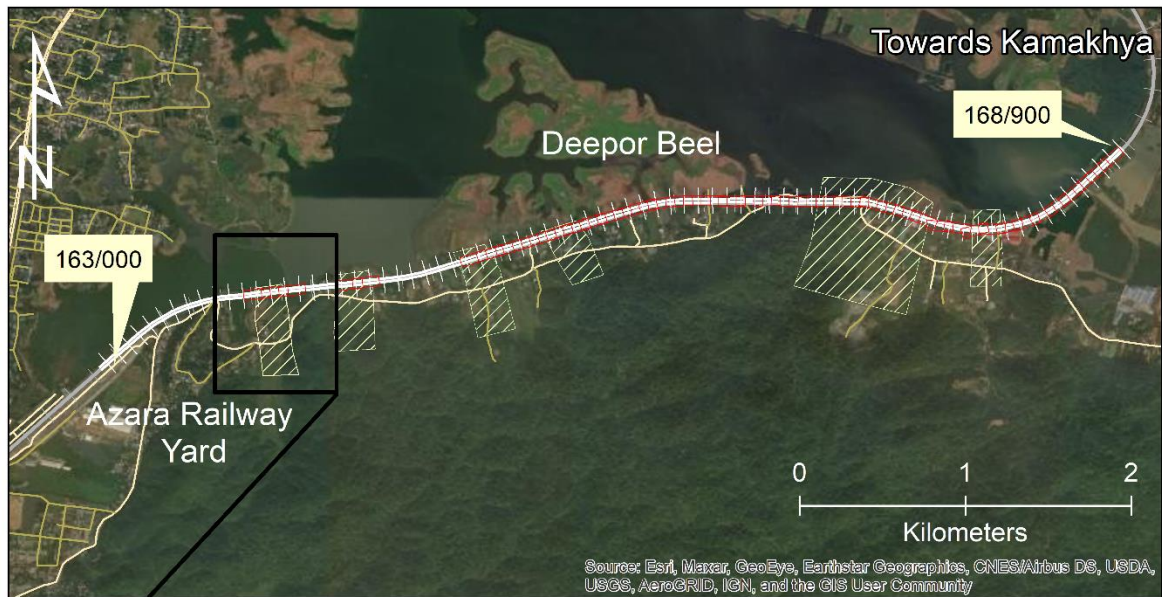 Towards Kamakhya
168/900
Deepor Beel
N
163/000
Azara Railway
Yard
0 1 2
Kilometers
Source: Esri, Maxar, GeoEye, Earthstar Geographics, CNES/Airbus DS, USDA,
USGS, AeroGRID, IGN, and the GIS User Community